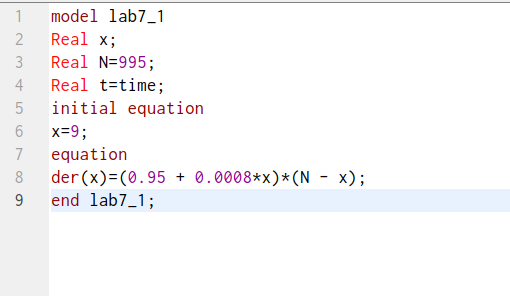 1 model lab7_1
2 Real x;
3 Real N=995;
4 Real t=time;
5 initial equation
6 x=9;
7 equation
8 der(x)=(0.95 + 0.0008*x)*(N - x);
9 end lab7_1;